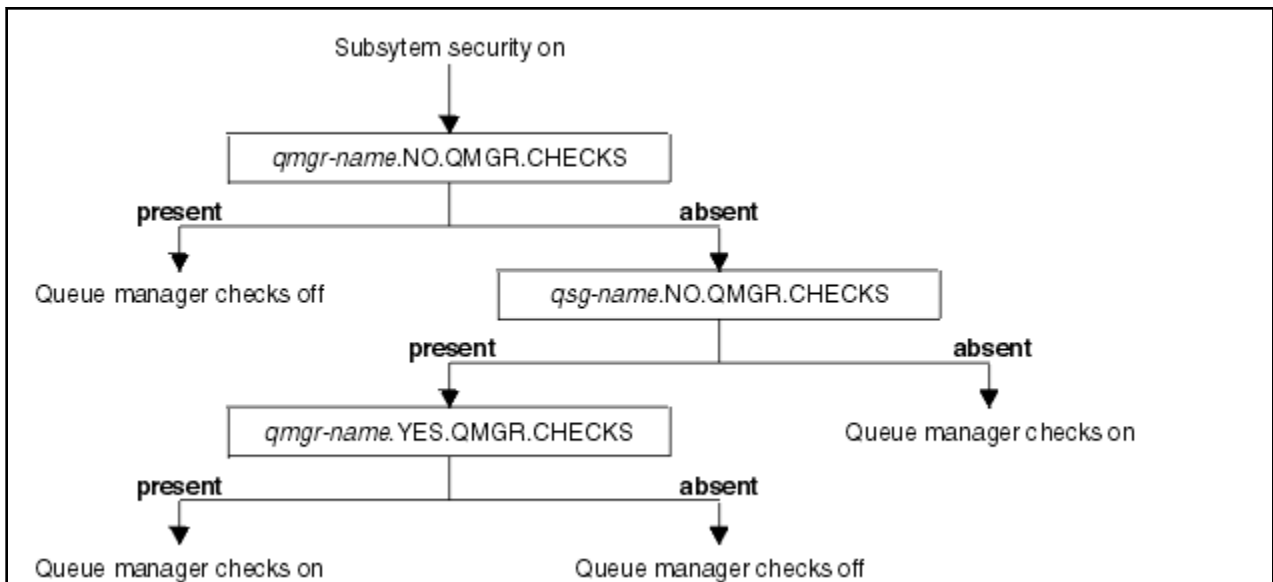 Subsytem security on
qmgr-name.NO.QMGR.CHECKS
present
absent
Queue manager checks off
qsg-name.NO.QMGR.CHECKS
present
absent
qmgr-name.YES.QMGR.CHECKS
Queue manager checks on
present
absent
Queue manager checks on
Queue manager checks off